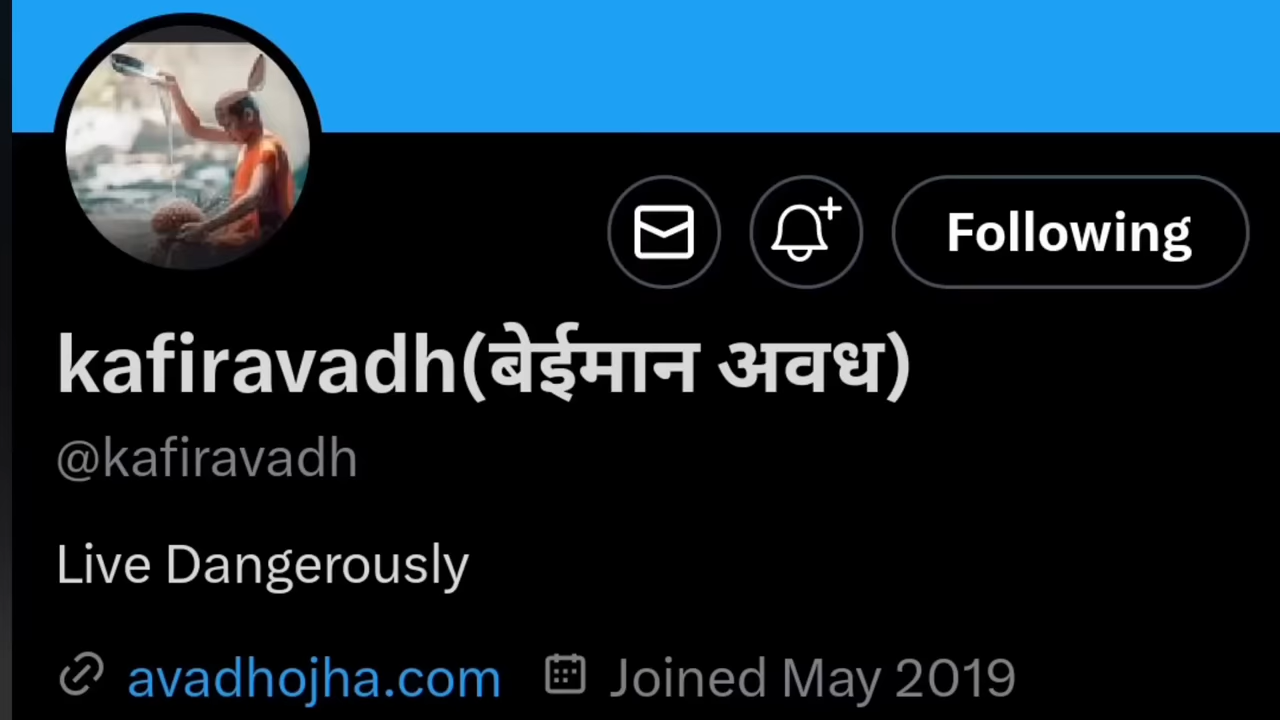 Following
kafiravadh(बेईमान अवध)
@kafiravadh
Live Dangerously
avadhojha.com Joined May 2019